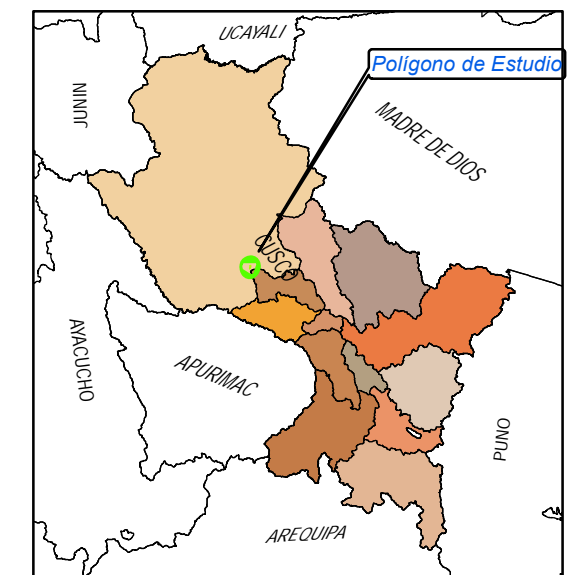 UCAYALI
Polígono de Estudio
JUNIN
MADRE DE DIOS
CUSCO
AYACUCHO
APURIMAC
PUNO
AREQUIPA